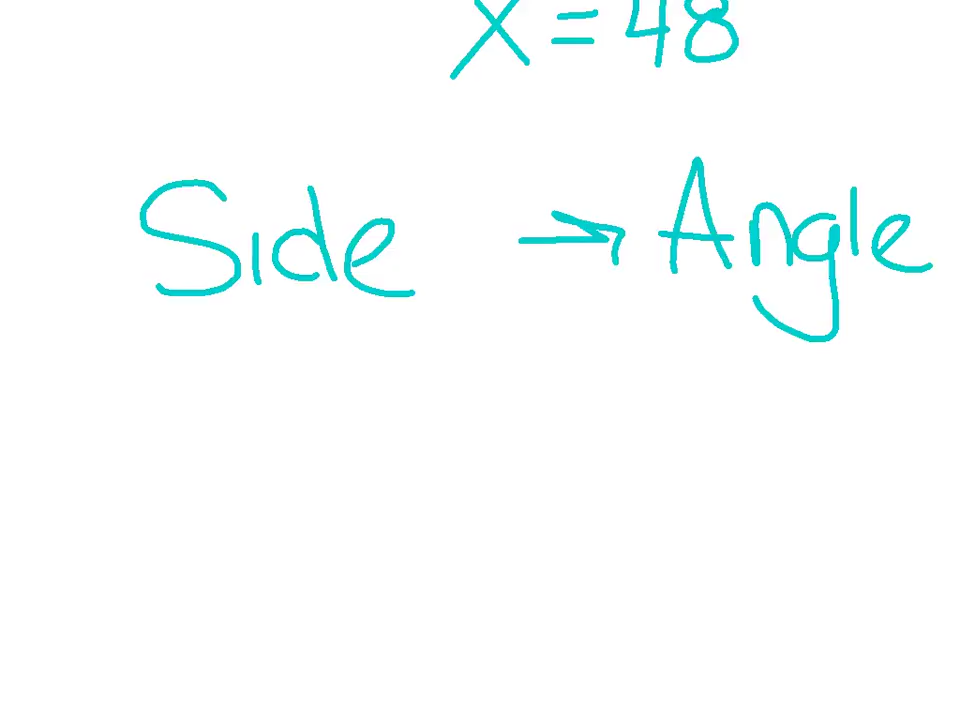 X = 48
Side → Angle